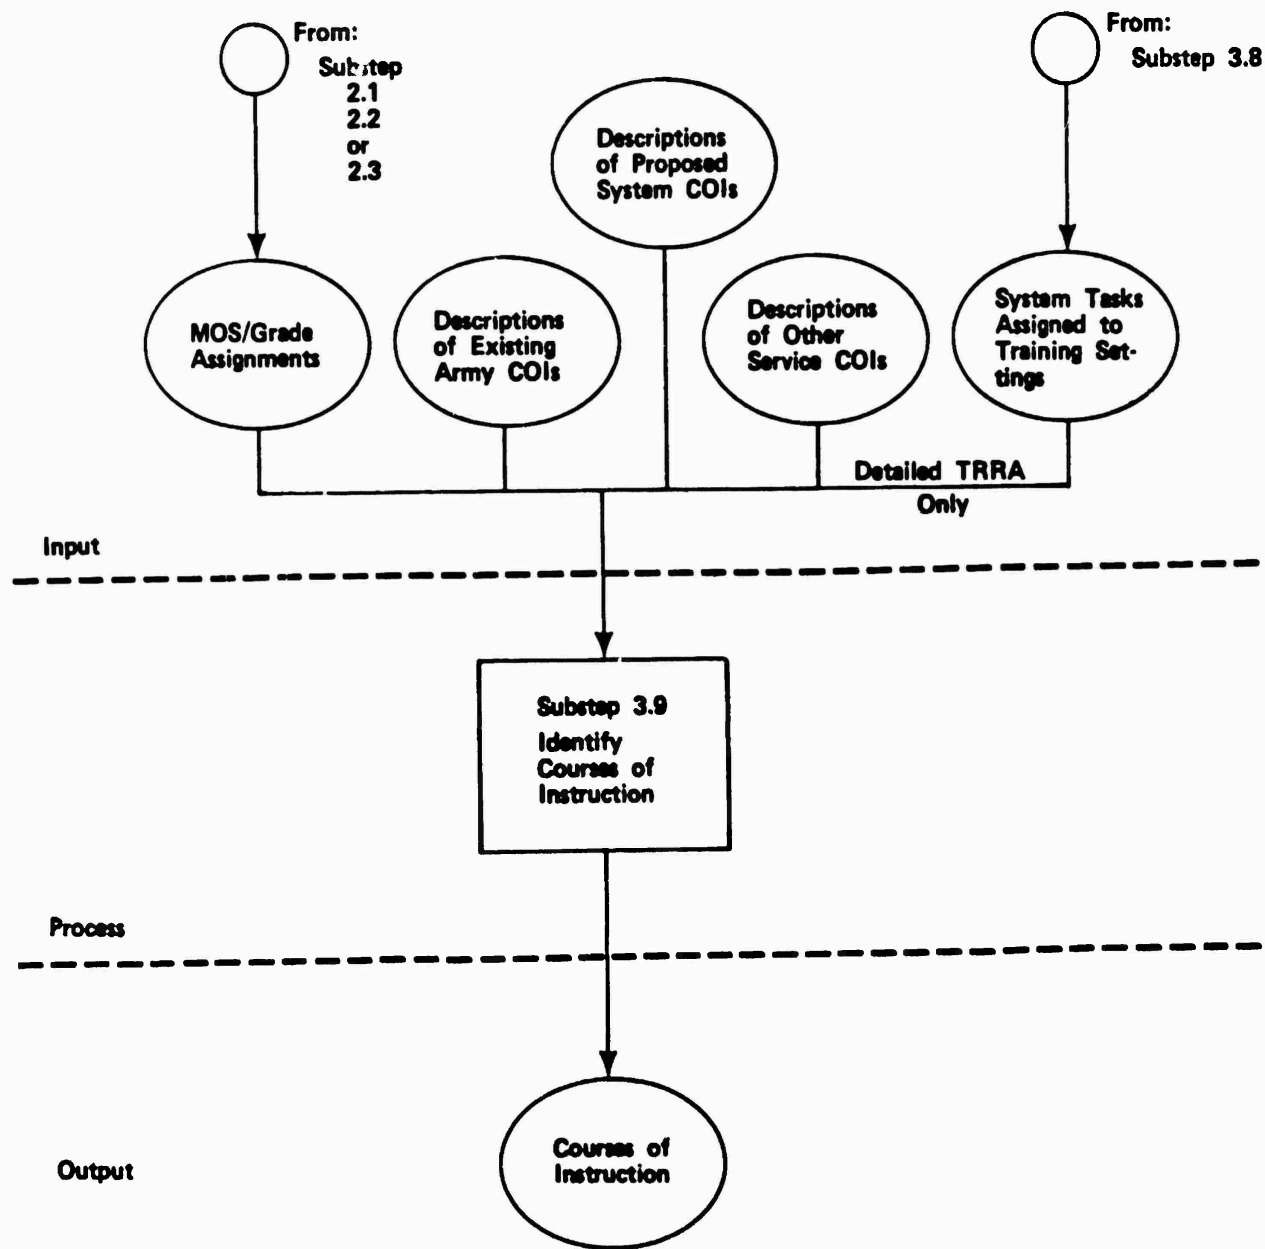 From:
Substep
2.1
2.2
or
2.3
From:
Substep 3.8
Descriptions
of Proposed
System COIs
MOS/Grade
Assignments
Descriptions
of Existing
Army COIs
Descriptions
of Other
Service COIs
System Tasks
Assigned to
Training Set-
tings
Detailed TRRA
Only
Input
Substep 3.9
Identify
Courses of
Instruction
Process
Courses of
Instruction
Output